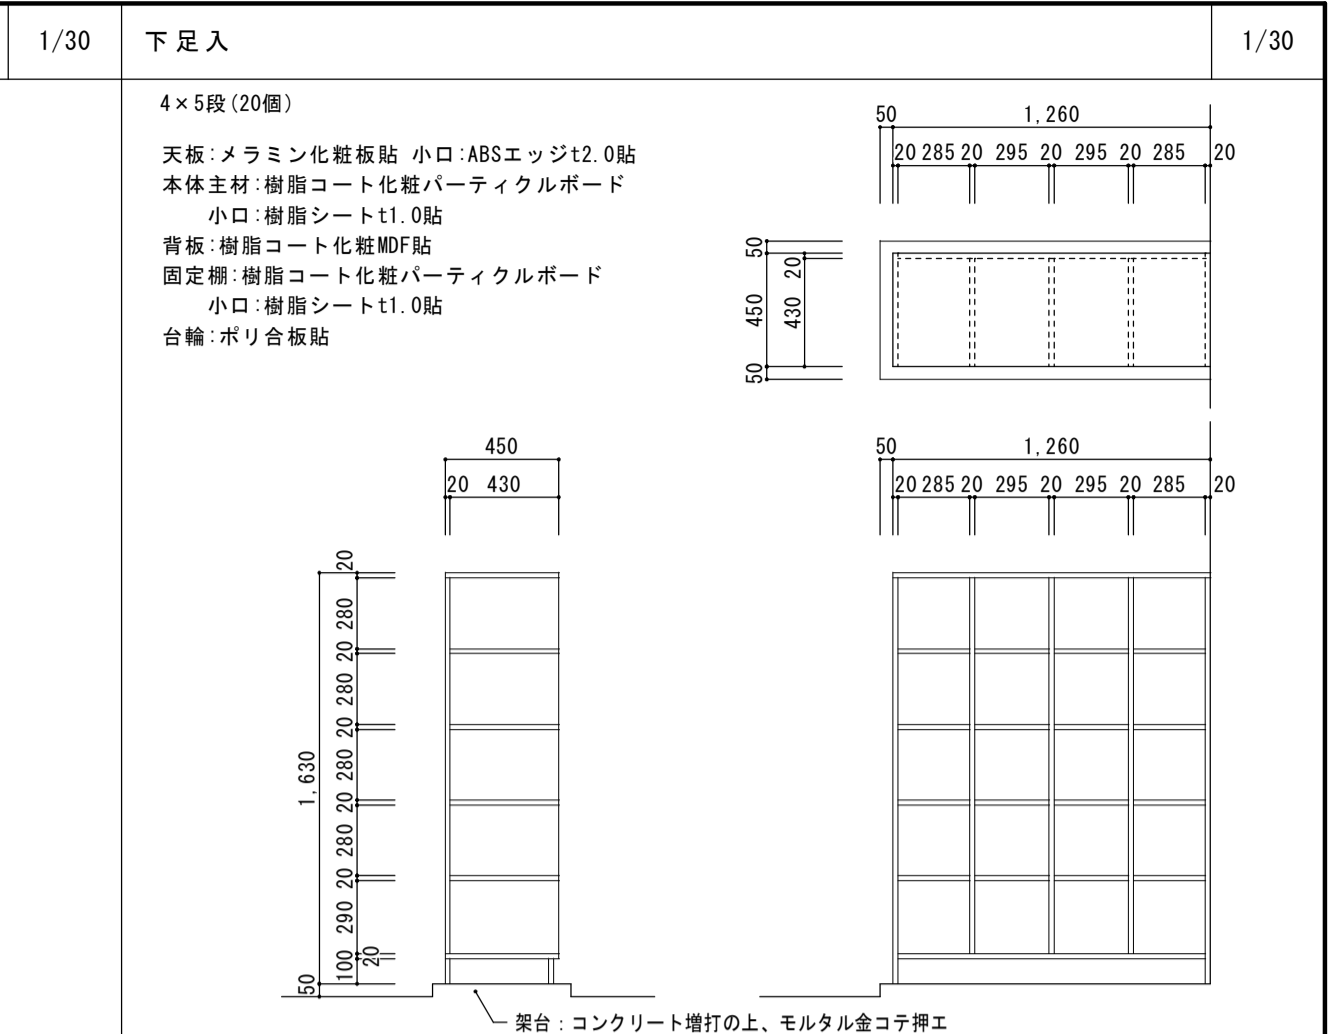 1/30
下足入
1/30
4×5段(20個)
天板:メラミン化粧板貼 小口:ABSエッジt2.0貼
本体主材:樹脂コート化粧パーティクルボード
小口:樹脂シートt1.0貼
背板:樹脂コート化粧MDF貼
固定棚:樹脂コート化粧パーティクルボード
小口:樹脂シートt1.0貼
台輪:ポリ合板貼
50 1,260
20 285 20 295 20 295 20 285 20
50
450
50
20
430
450
20 430
50 1,260
20 285 20 295 20 295 20 285 20
1,630
50
20
280
20
280
20
280
20
280
20
290
20
100
架台:コンクリート増打の上、モルタル金コテ押エ